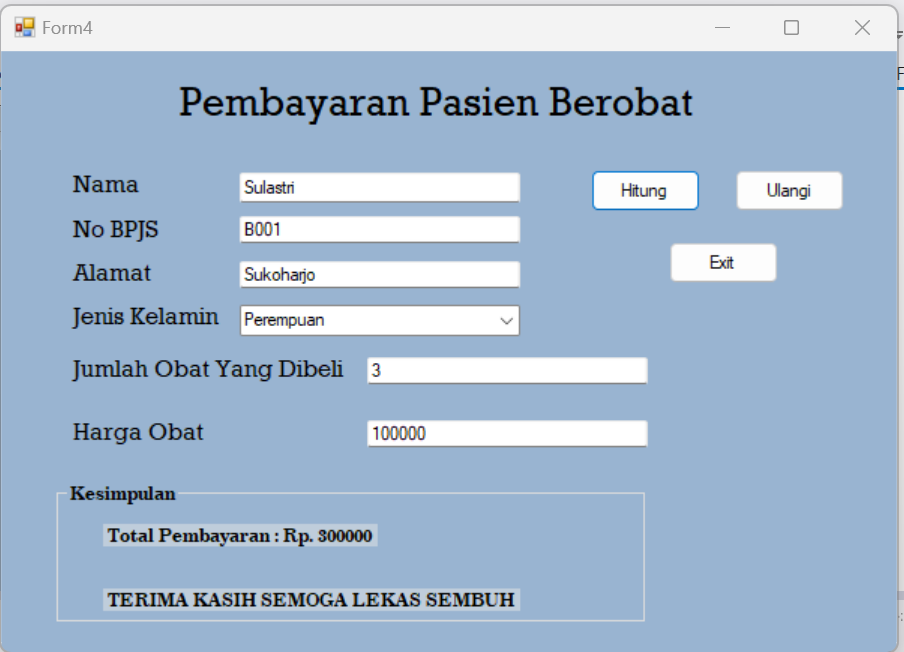 Form4
Pembayaran Pasien Berobat
Nama Sulastri Hitung Ulangi
No BPJS B001
Exit
Alamat Sukoharjo
Jenis Kelamin Perempuan
Jumlah Obat Yang Dibeli 3
Harga Obat 100000
Kesimpulan
Total Pembayaran : Rp. 300000
TERIMA KASIH SEMOGA LEKAS SEMBUH